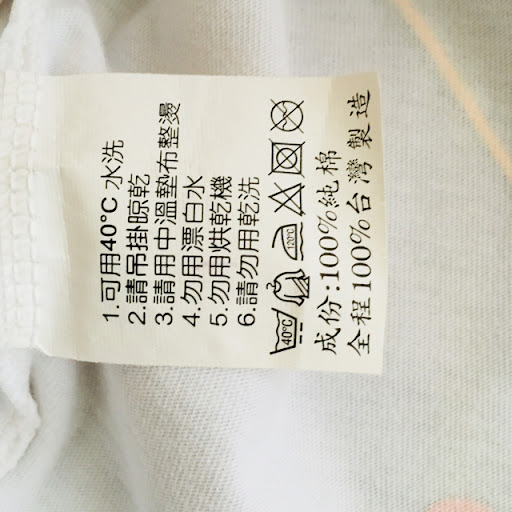 1.可用40°C 水洗
2.請吊掛晾乾
3.請用中溫墊布整燙
4.勿用漂白水
5.勿用烘乾機
6.請勿用乾洗
40°C 120°C
成份:100%純棉
全程100%台灣製造